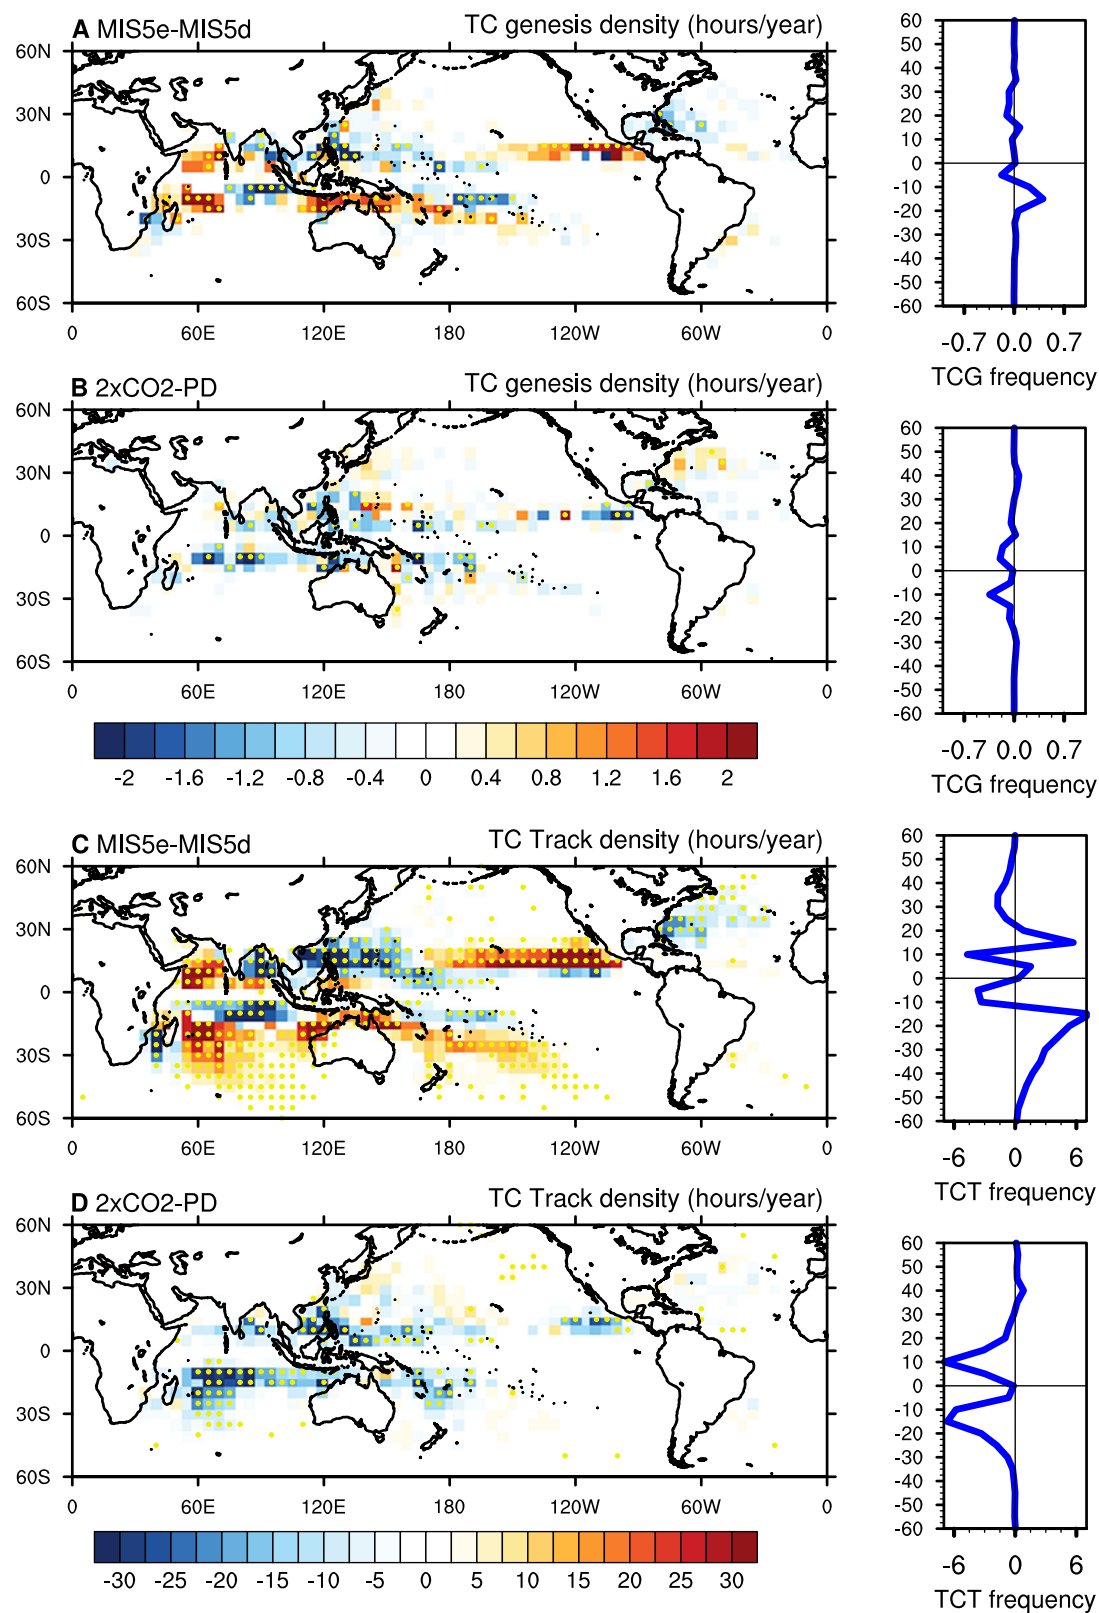 A MIS5e-MIS5d TC genesis density (hours/year)
60N
30N
0
30S
60S
0 60E 120E 180 120W 60W 0
60
50
40
30
20
10
0
-10
-20
-30
-40
-50
-60
-0.7 0.0 0.7
TCG frequency
B 2xCO2-PD TC genesis density (hours/year)
60N
30N
0
30S
60S
0 60E 120E 180 120W 60W 0
60
50
40
30
20
10
0
-10
-20
-30
-40
-50
-60
-0.7 0.0 0.7
TCG frequency
-2 -1.6 -1.2 -0.8 -0.4 0 0.4 0.8 1.2 1.6 2
C MIS5e-MIS5d TC Track density (hours/year)
60N
30N
0
30S
60S
0 60E 120E 180 120W 60W 0
60
50
40
30
20
10
0
-10
-20
-30
-40
-50
-60
-6 0 6
TCT frequency
D 2xCO2-PD TC Track density (hours/year)
60N
30N
0
30S
60S
0 60E 120E 180 120W 60W 0
60
50
40
30
20
10
0
-10
-20
-30
-40
-50
-60
-6 0 6
TCT frequency
-30 -25 -20 -15 -10 -5 0 5 10 15 20 25 30